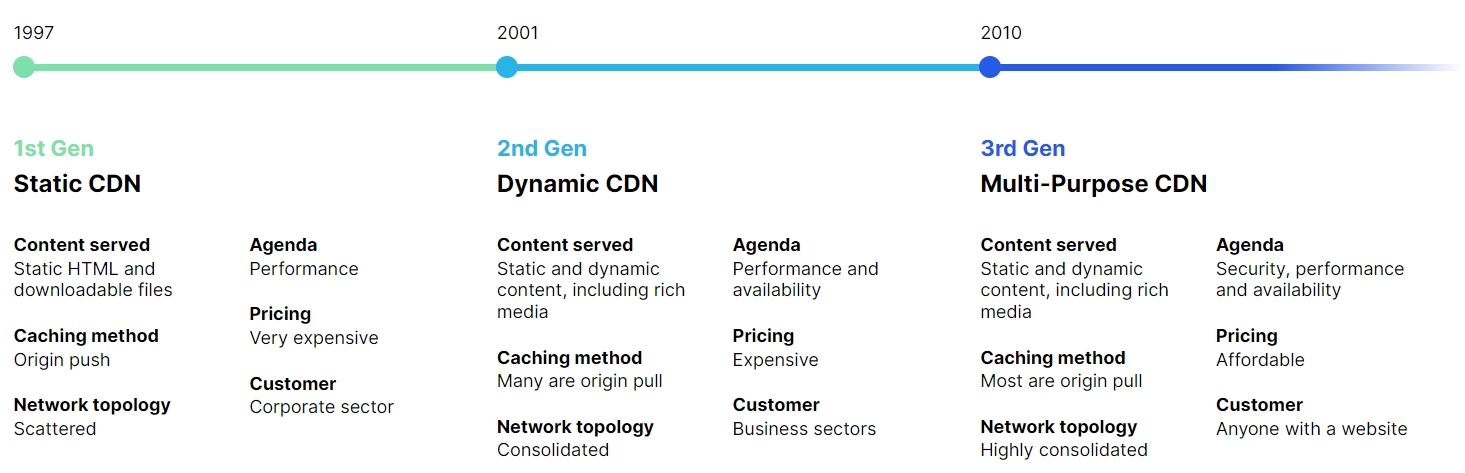 1997
2001
2010
1st Gen
Static CDN
Content served
Static HTML and
downloadable files
Caching method
Origin push
Network topology
Scattered
Agenda
Performance
Pricing
Very expensive
Customer
Corporate sector
2nd Gen
Dynamic CDN
Content served
Static and dynamic
content, including rich
media
Caching method
Many are origin pull
Network topology
Consolidated
Agenda
Performance and
availability
Pricing
Expensive
Customer
Business sectors
3rd Gen
Multi-Purpose CDN
Content served
Static and dynamic
content, including rich
media
Caching method
Most are origin pull
Network topology
Highly consolidated
Agenda
Security, performance
and availability
Pricing
Affordable
Customer
Anyone with a website